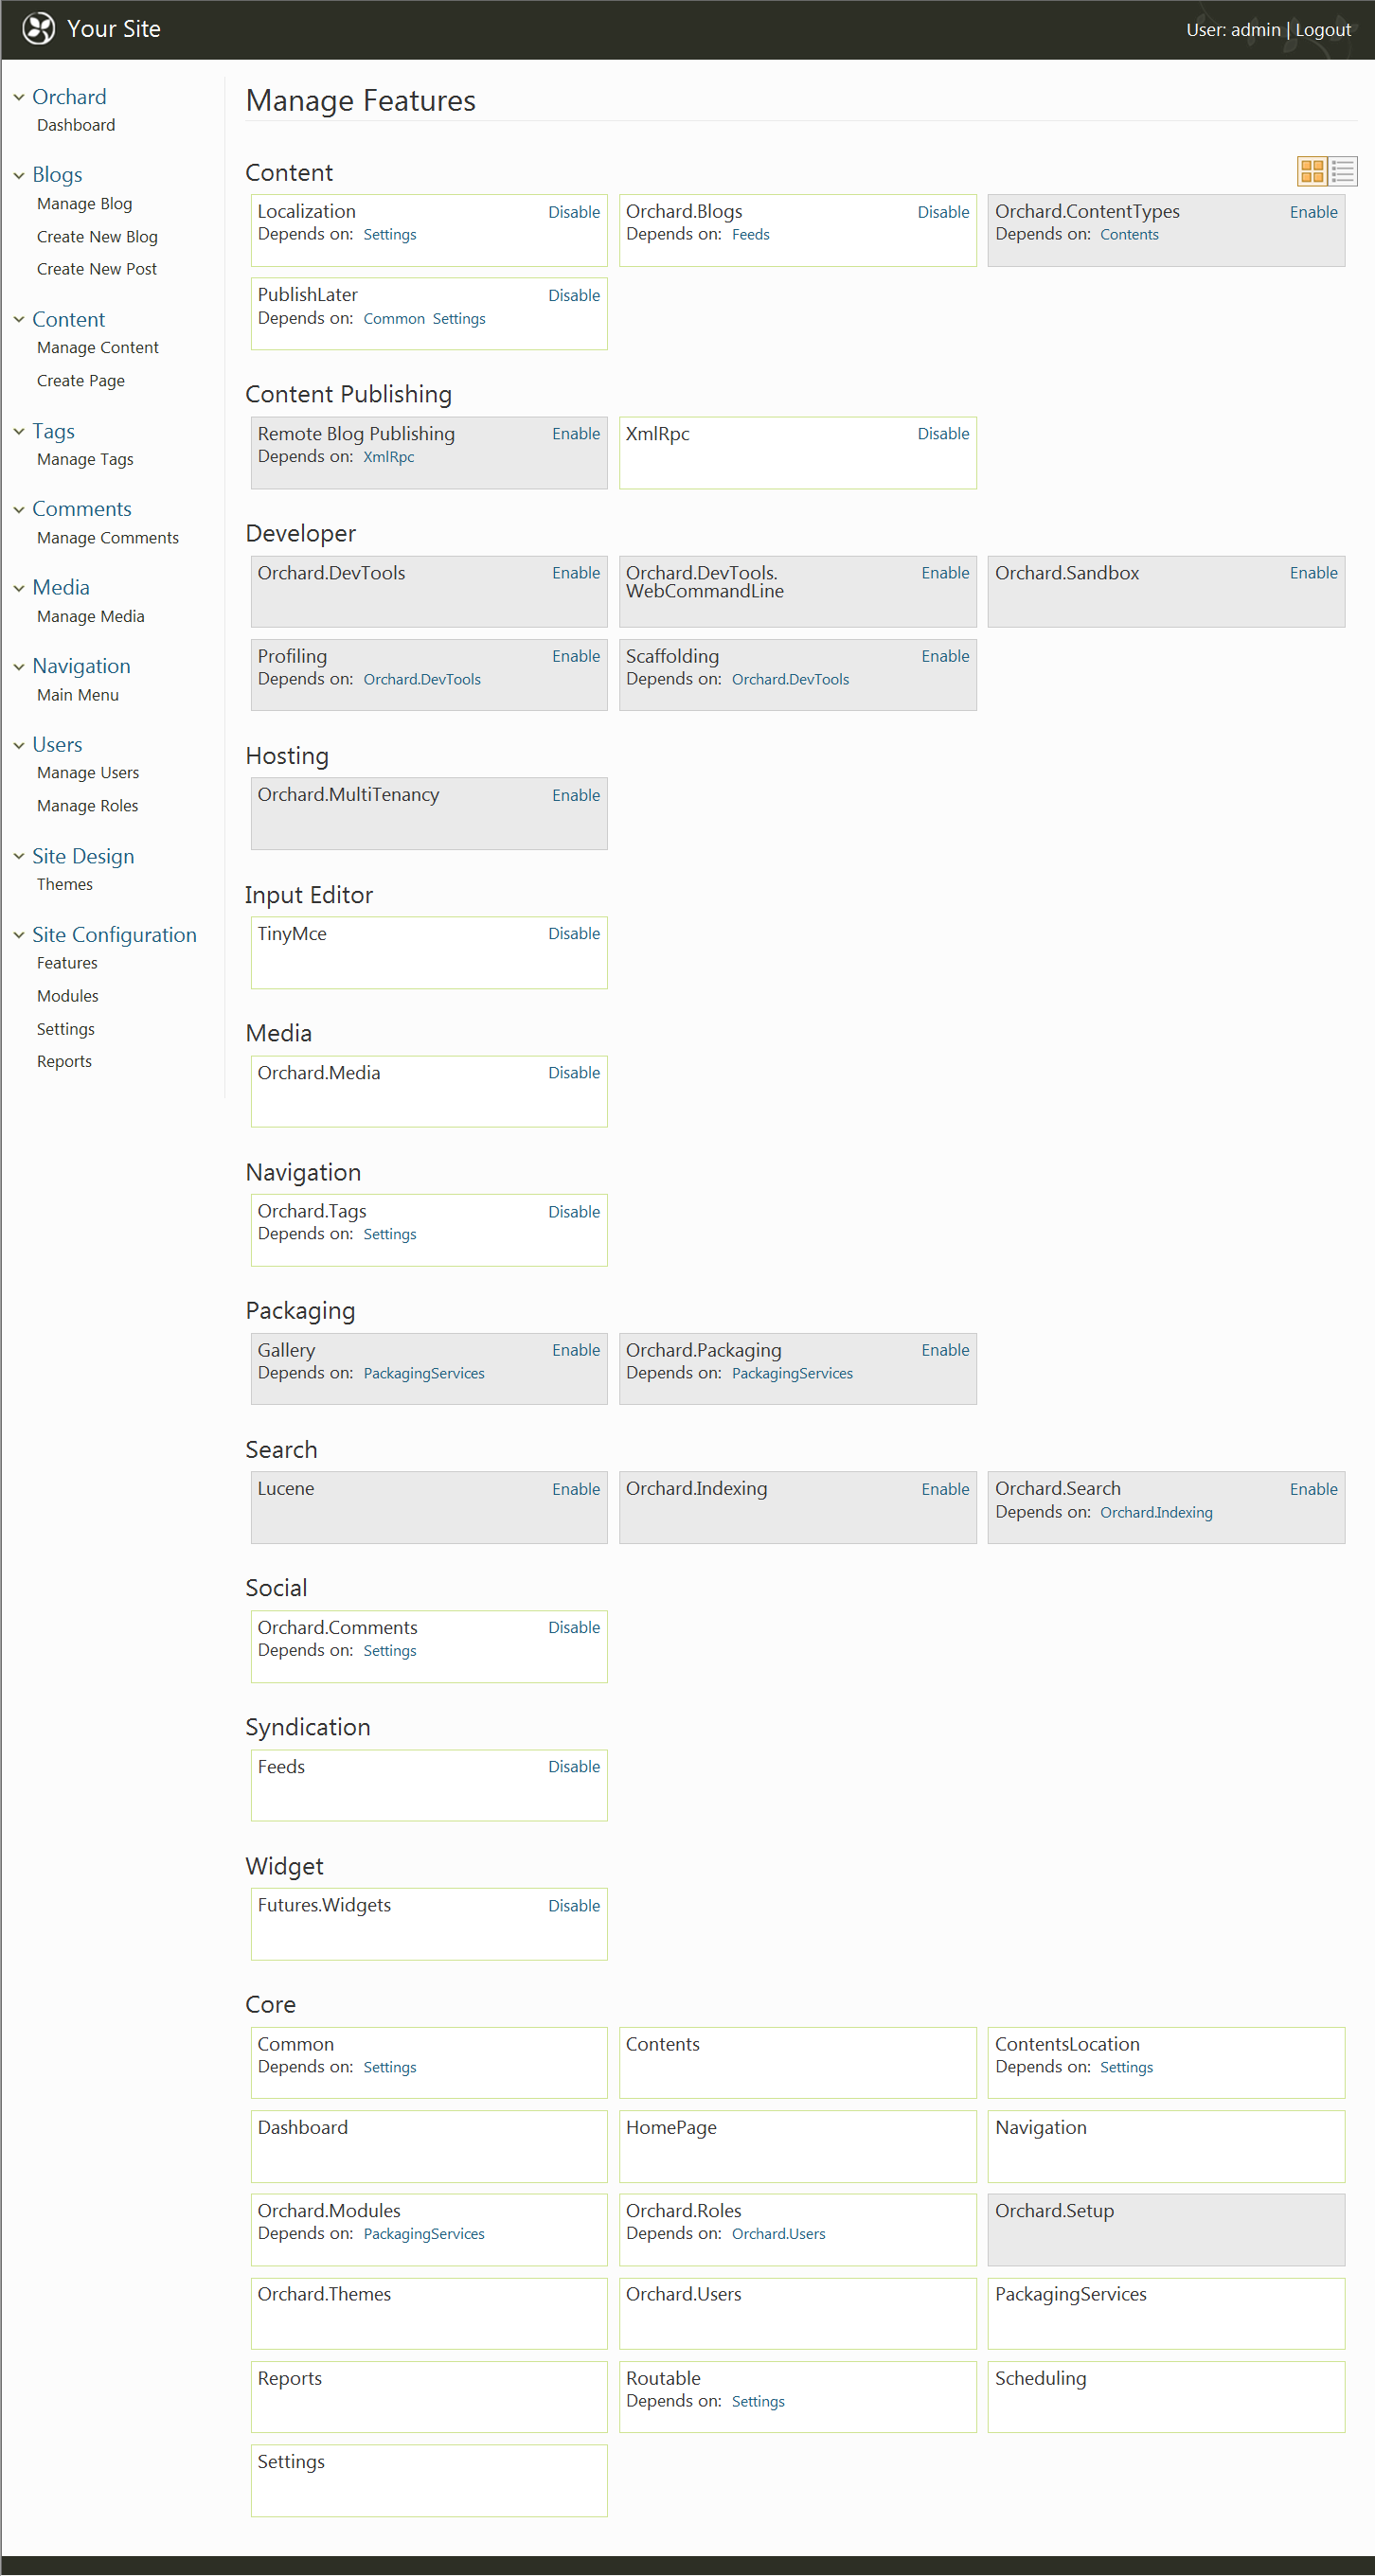 Your Site
User: admin | Logout
Orchard
Dashboard
Blogs
Manage Blog
Create New Blog
Create New Post
Content
Manage Content
Create Page
Tags
Manage Tags
Comments
Manage Comments
Media
Manage Media
Navigation
Main Menu
Users
Manage Users
Manage Roles
Site Design
Themes
Site Configuration
Features
Modules
Settings
Reports
Manage Features
Content
Localization Disable
Depends on: Settings
Orchard.Blogs Disable
Depends on: Feeds
Orchard.ContentTypes Enable
Depends on: Contents
PublishLater Disable
Depends on: Common Settings
Content Publishing
Remote Blog Publishing Enable
Depends on: XmlRpc
XmlRpc Disable
Developer
Orchard.DevTools Enable
Orchard.DevTools. Enable
WebCommandLine
Orchard.Sandbox Enable
Profiling Enable
Depends on: Orchard.DevTools
Scaffolding Enable
Depends on: Orchard.DevTools
Hosting
Orchard.MultiTenancy Enable
Input Editor
TinyMce Disable
Media
Orchard.Media Disable
Navigation
Orchard.Tags Disable
Depends on: Settings
Packaging
Gallery Enable
Depends on: PackagingServices
Orchard.Packaging Enable
Depends on: PackagingServices
Search
Lucene Enable
Orchard.Indexing Enable
Orchard.Search Enable
Depends on: Orchard.Indexing
Social
Orchard.Comments Disable
Depends on: Settings
Syndication
Feeds Disable
Widget
Futures.Widgets Disable
Core
Common
Depends on: Settings
Contents
ContentsLocation
Depends on: Settings
Dashboard
HomePage
Navigation
Orchard.Modules
Depends on: PackagingServices
Orchard.Roles
Depends on: Orchard.Users
Orchard.Setup
Orchard.Themes
Orchard.Users
PackagingServices
Reports
Routable
Depends on: Settings
Scheduling
Settings